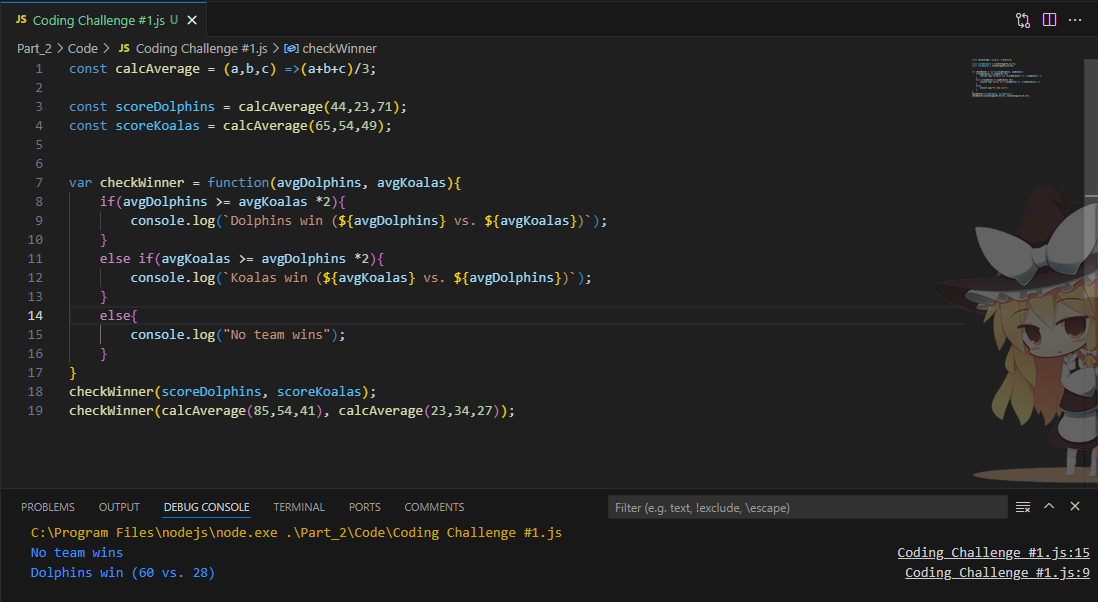 JS Coding Challenge #1.js U
Part_2 > Code > JS Coding Challenge #1.js > checkWinner
1 const calcAverage = (a,b,c) =>(a+b+c)/3;
2
3 const scoreDolphins = calcAverage(44,23,71);
4 const scoreKoalas = calcAverage(65,54,49);
5
6
7 var checkWinner = function(avgDolphins, avgKoalas){
8 if(avgDolphins >= avgKoalas *2){
9 console.log(`Dolphins win (${avgDolphins} vs. ${avgKoalas})`);
10 }
11 else if(avgKoalas >= avgDolphins *2){
12 console.log(`Koalas win (${avgKoalas} vs. ${avgDolphins})`);
13 }
14 else{
15 console.log("No team wins");
16 }
17 }
18 checkWinner(scoreDolphins, scoreKoalas);
19 checkWinner(calcAverage(85,54,41), calcAverage(23,34,27));
PROBLEMS OUTPUT DEBUG CONSOLE TERMINAL PORTS COMMENTS Filter (e.g. text, !exclude, \escape)
C:\Program Files\nodejs\node.exe .\Part_2\Code\Coding Challenge #1.js
No team wins Coding Challenge #1.js:15
Dolphins win (60 vs. 28) Coding Challenge #1.js:9